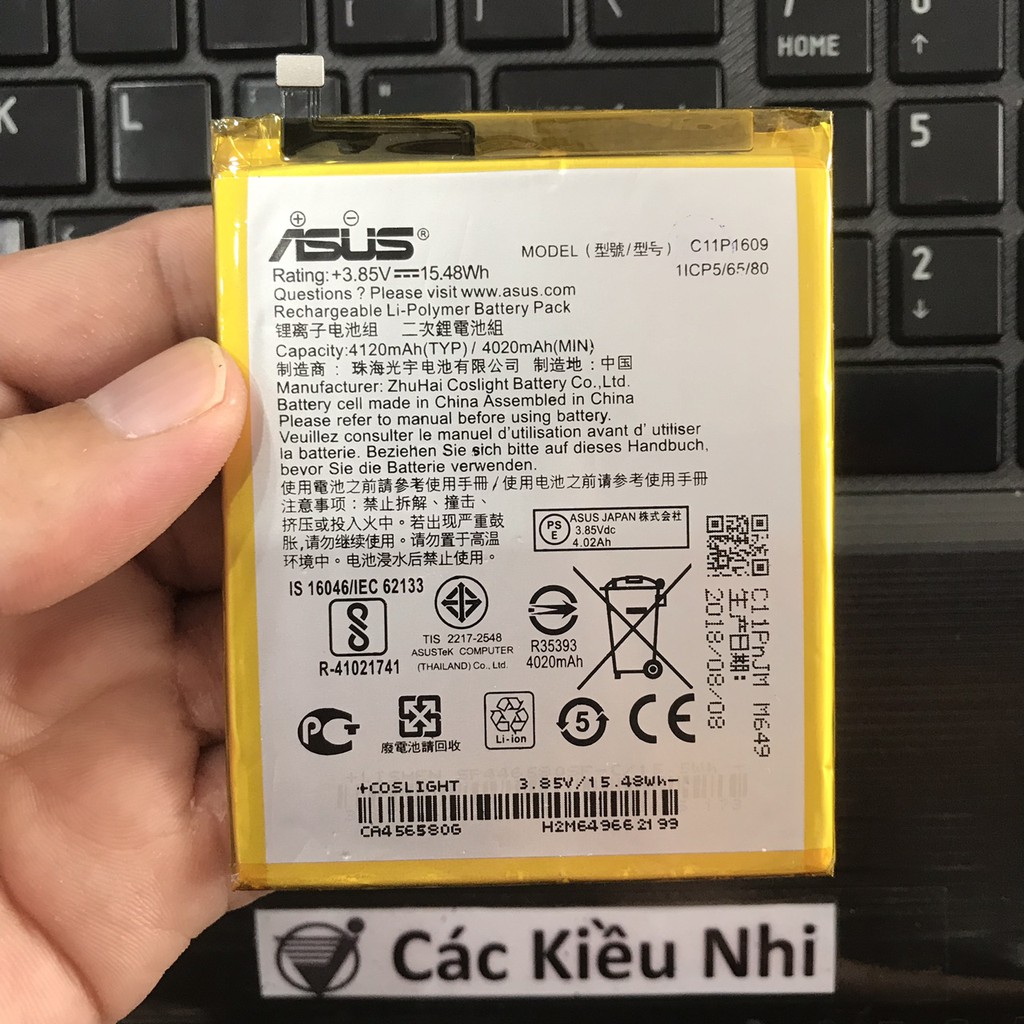 HOME
7
8
↑
K
L
"
5
2
↓
+ −
ASUS®
MODEL (型號/型号) C11P1609
1ICP5/65/80
Rating:+3.85V⎓15.48Wh
Questions ? Please visit www.asus.com
Rechargeable Li-Polymer Battery Pack
锂离子电池组 二次鋰電池組
Capacity:4120mAh(TYP) / 4020mAh(MIN)
制造商: 珠海光宇电池有限公司 制造地: 中国
Manufacturer: ZhuHai Coslight Battery Co.,Ltd.
Battery cell made in China Assembled in China
Please refer to manual before using battery.
Veuillez consulter le manuel d'utilisation avant d' utiliser
la batterie. Beziehen Sie sich bitte auf dieses Handbuch,
bevor Sie die Batterie verwenden.
使用電池之前請參考使用手冊 / 使用电池之前请参考使用手册
注意事项: 禁止拆解、撞击、
挤压或投入火中。若出现严重鼓
胀,请勿继续使用。请勿置于高温
环境中。电池浸水后禁止使用。
PS E
ASUS JAPAN 株式会社
3.85Vdc
4.02Ah
IS 16046/IEC 62133
R-41021741
TIS 2217-2548
ASUSTeK COMPUTER
(THAILAND) Co., Ltd.
R35393
4020mAh
C11PnJM M649
生产日期:
2018/08/08
PC
廢電池請回收
Li-ion
5
CE
+COSLIGHT 3.85V/15.48Wh-
CA456580G H2M649662199
Các Kiều Nhi